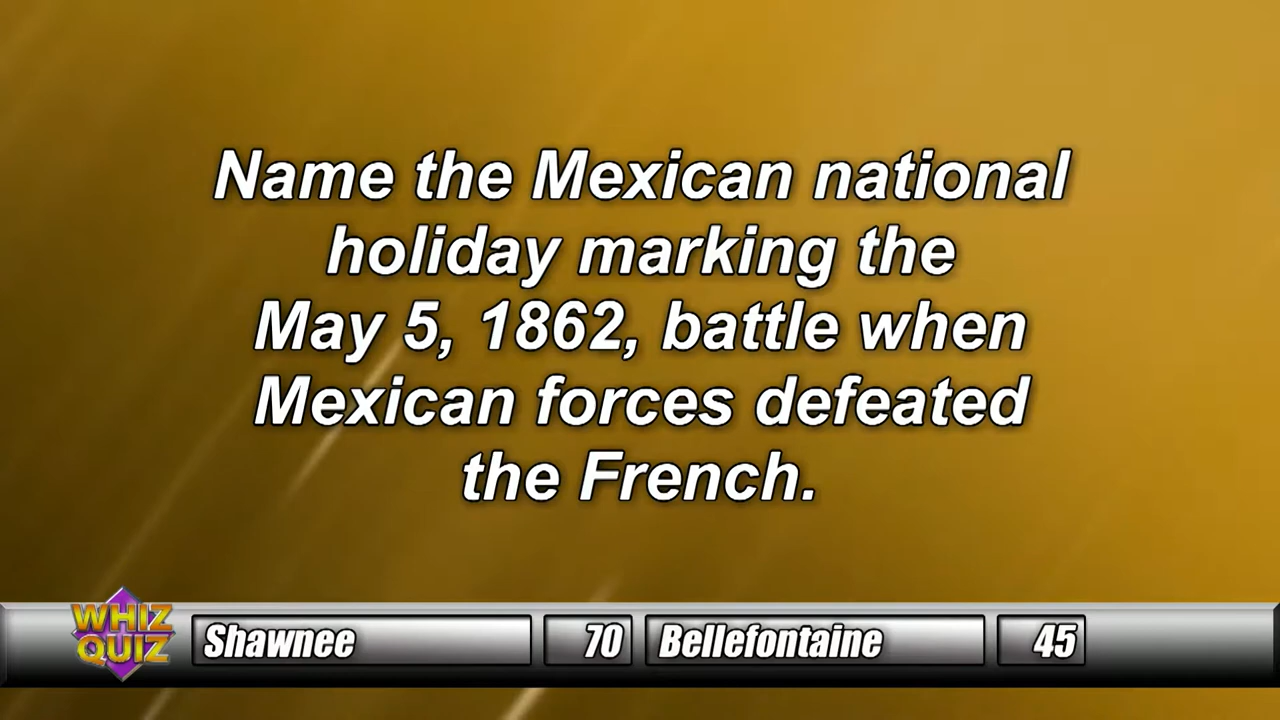 Name the Mexican national
holiday marking the
May 5, 1862, battle when
Mexican forces defeated
the French.
WHIZ
QUIZ
Shawnee 70 Bellefontaine 45